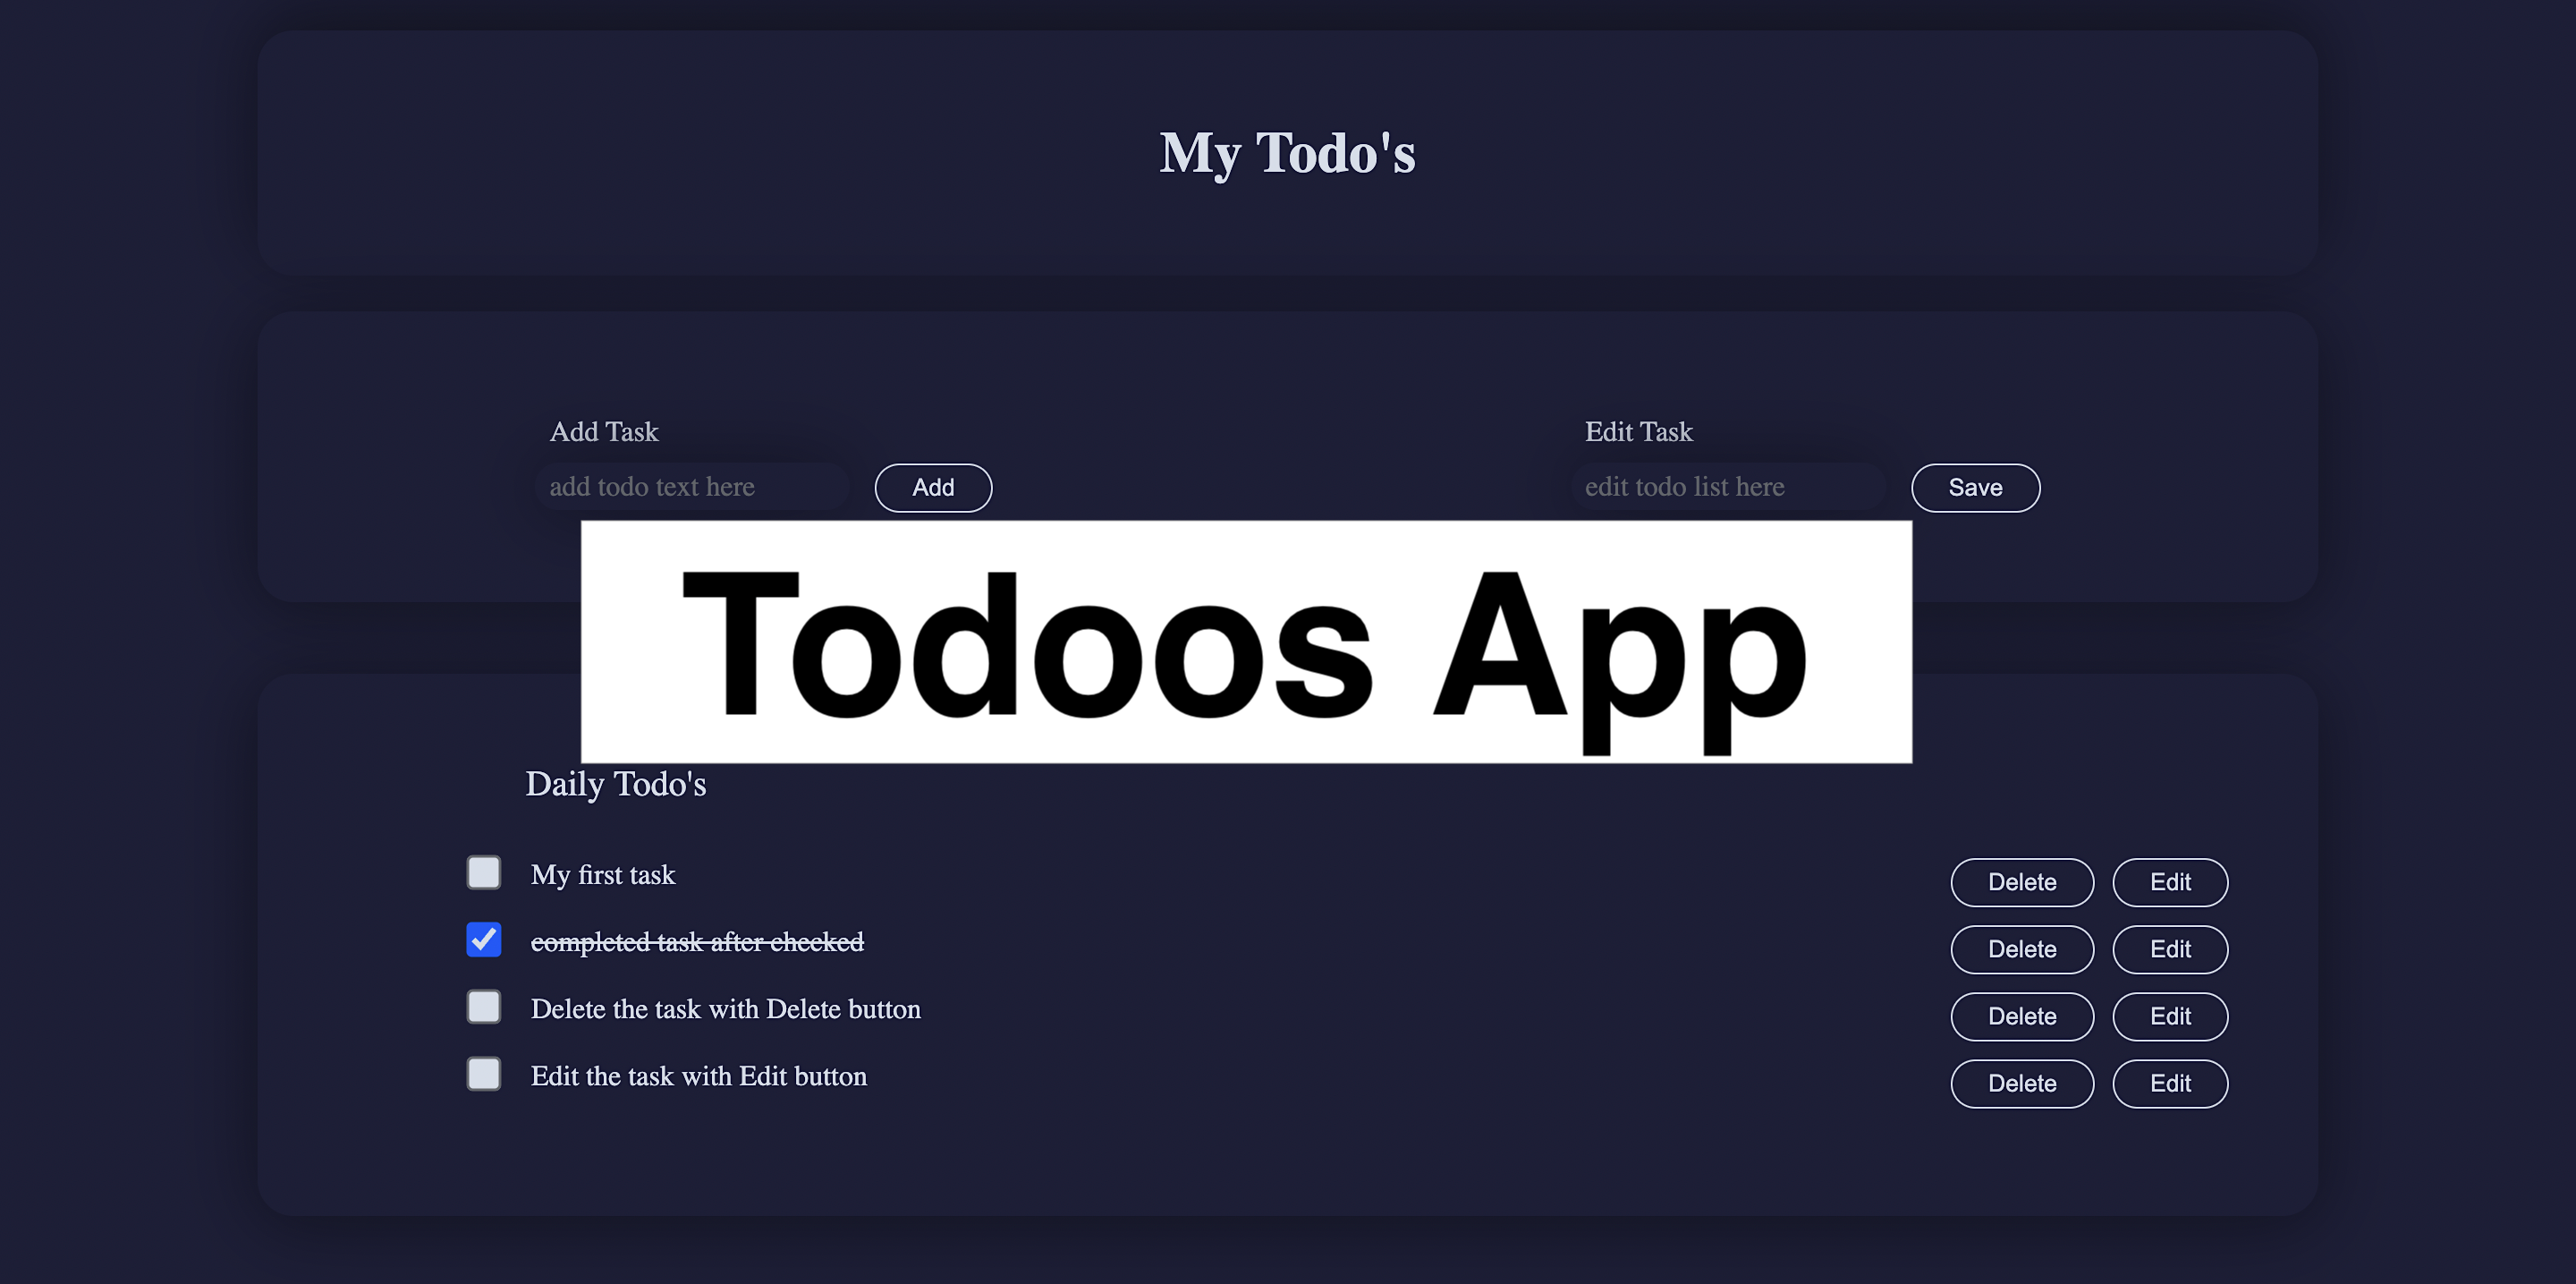 My Todo's
Add Task
Edit Task
add todo text here
Add
edit todo list here
Save
Todoos App
Daily Todo's
My first task
Delete
Edit
completed task after checked
Delete
Edit
Delete the task with Delete button
Delete
Edit
Edit the task with Edit button
Delete
Edit